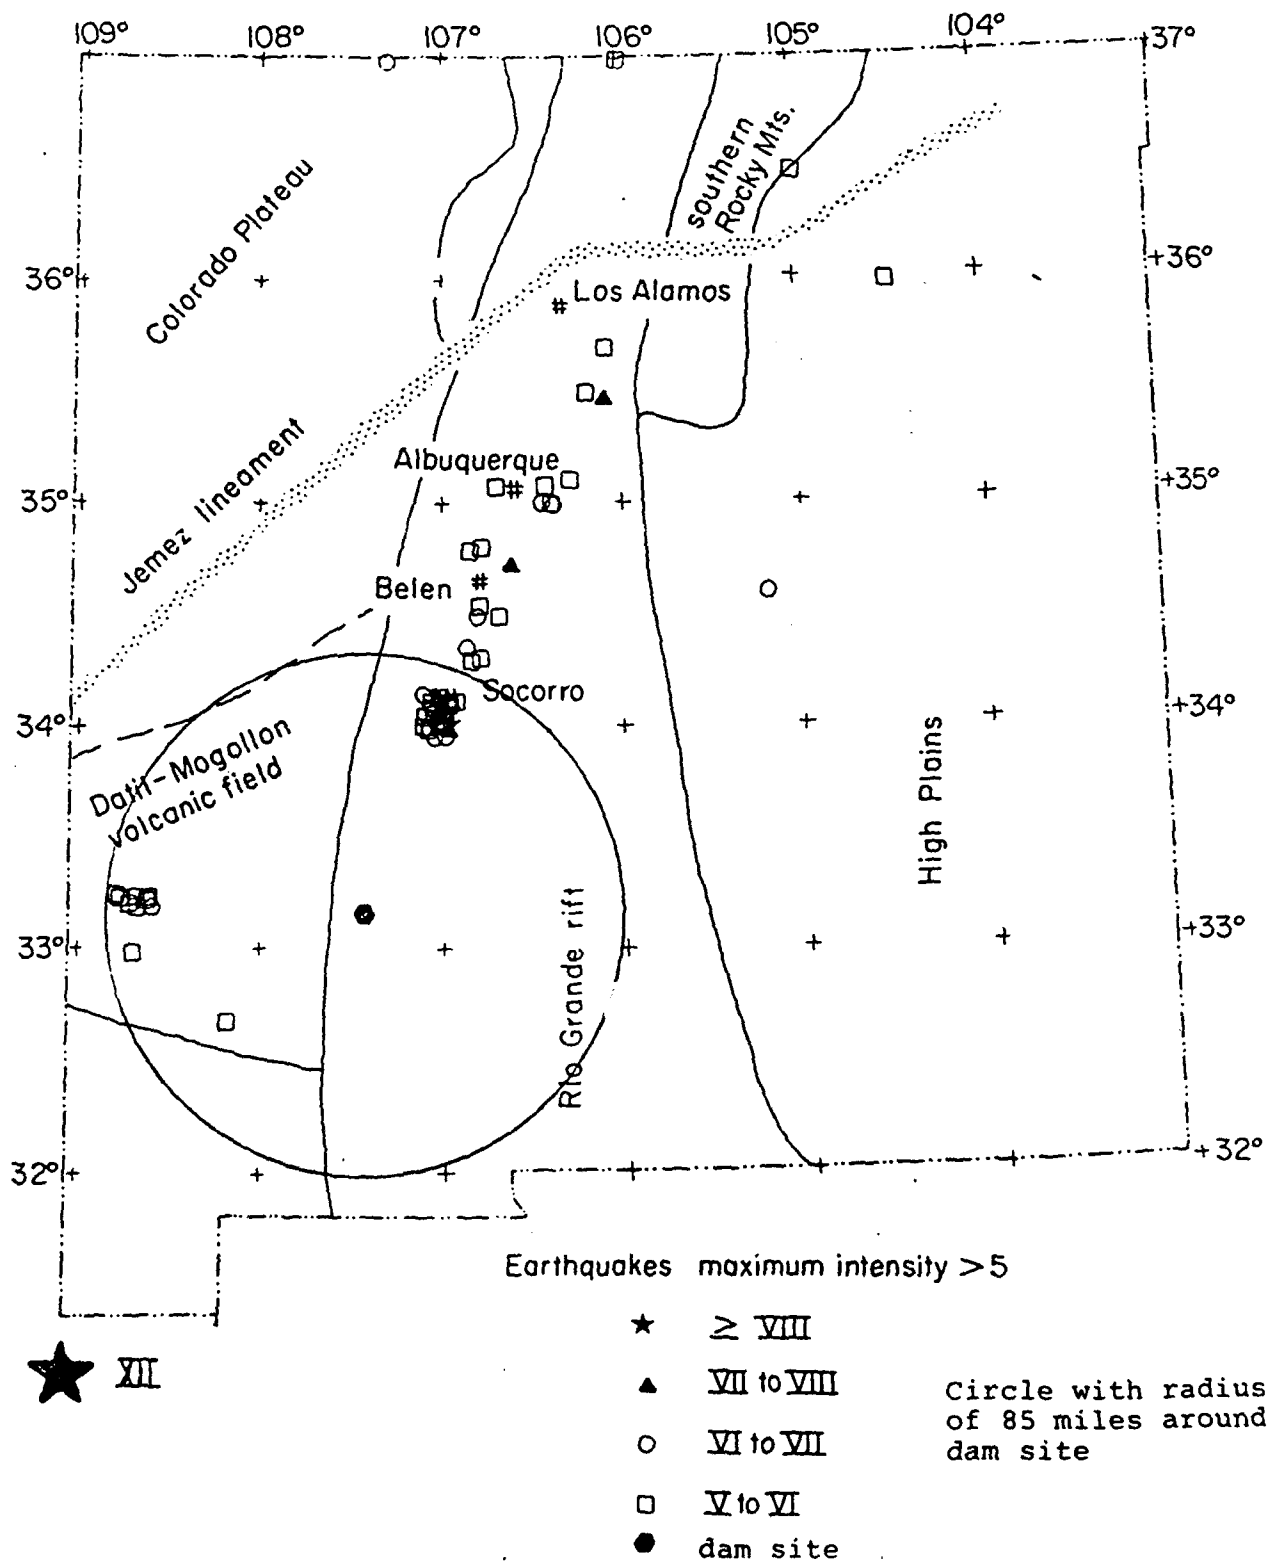 109° 108° 107° 106° 105° 104° 37°
southern
Rocky Mts.
Colorado Plateau
36° 36°
Los Alamos
Jemez lineament
Albuquerque
35° 35°
Belen
Socorro
34° 34°
Datil-Mogollon
volcanic field
High Plains
33° 33°
Rio Grande rift
32° 32°
Earthquakes maximum intensity >5
≥ VIII
XII
VII to VIII
VI to VII
V to VI
dam site
Circle with radius
of 85 miles around
dam site